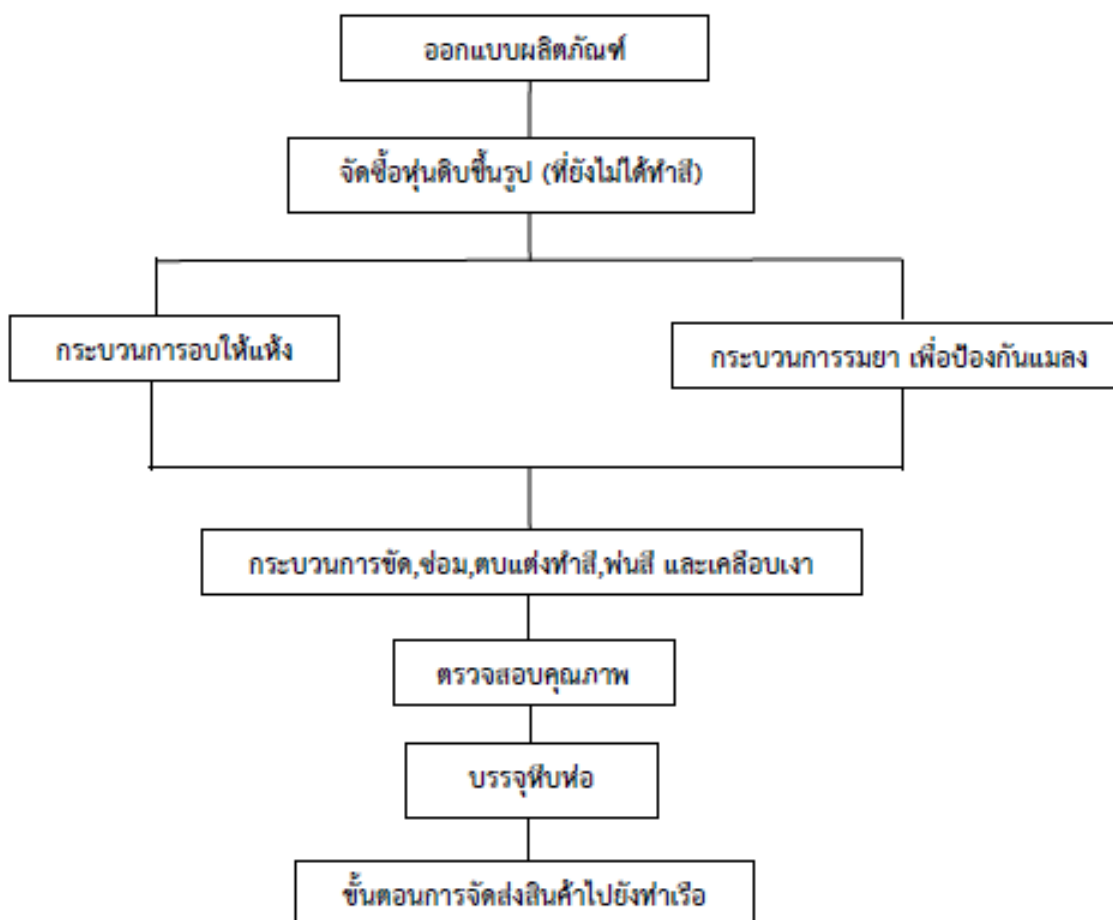 ออกแบบผลิตภัณฑ์
จัดซื้อหุ่นดิบขึ้นรูป (ที่ยังไม่ได้ทำสี)
กระบวนการอบให้แห้ง
กระบวนการรมยา เพื่อป้องกันแมลง
กระบวนการขัด,ซ่อม,ตบแต่งทำสี,พ่นสี และเคลือบเงา
ตรวจสอบคุณภาพ
บรรจุหีบห่อ
ขั้นตอนการจัดส่งสินค้าไปยังท่าเรือ